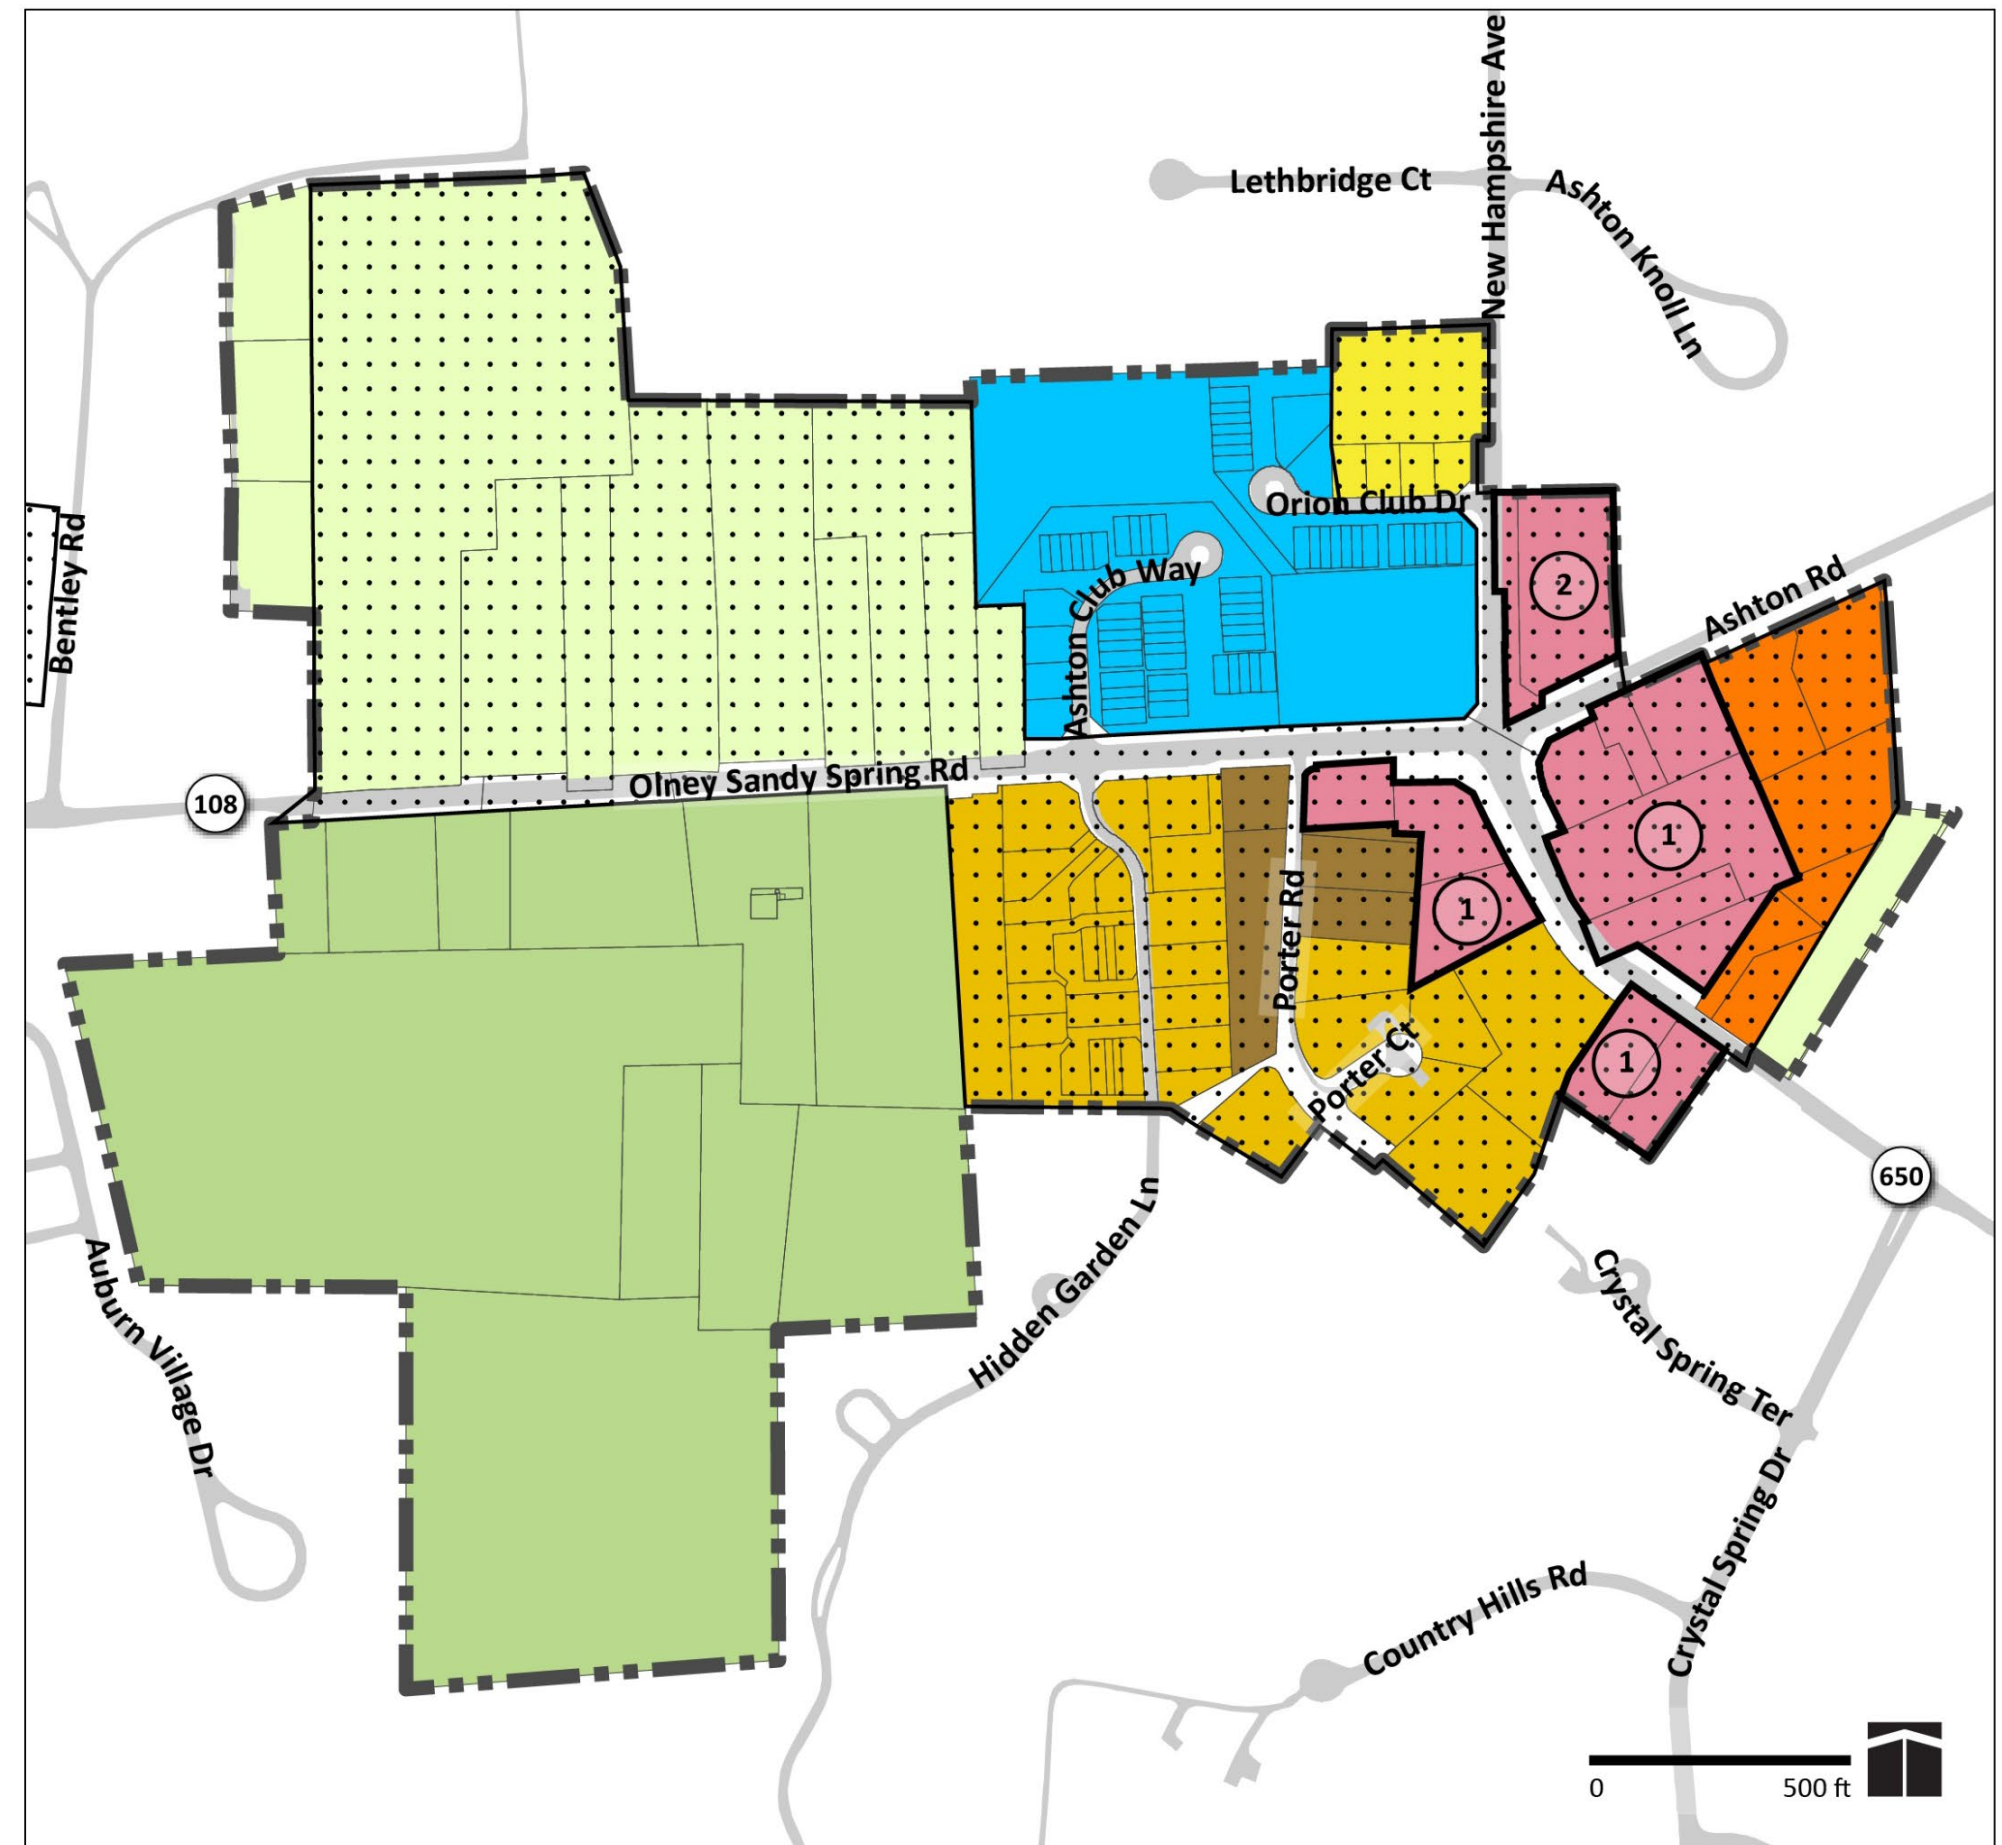 New Hampshire Ave
Lethbridge Ct
Ashton Knoll Ln
Orion Club Dr
Bentley Rd
Ashton Club Way
2
Ashton Rd
Olney Sandy Spring Rd
108
1
1
Porter Rd
Porter Ct
1
650
Hidden Garden Ln
Auburn Village Dr
Crystal Spring Ter
Crystal Spring Dr
Country Hills Rd
0 500 ft